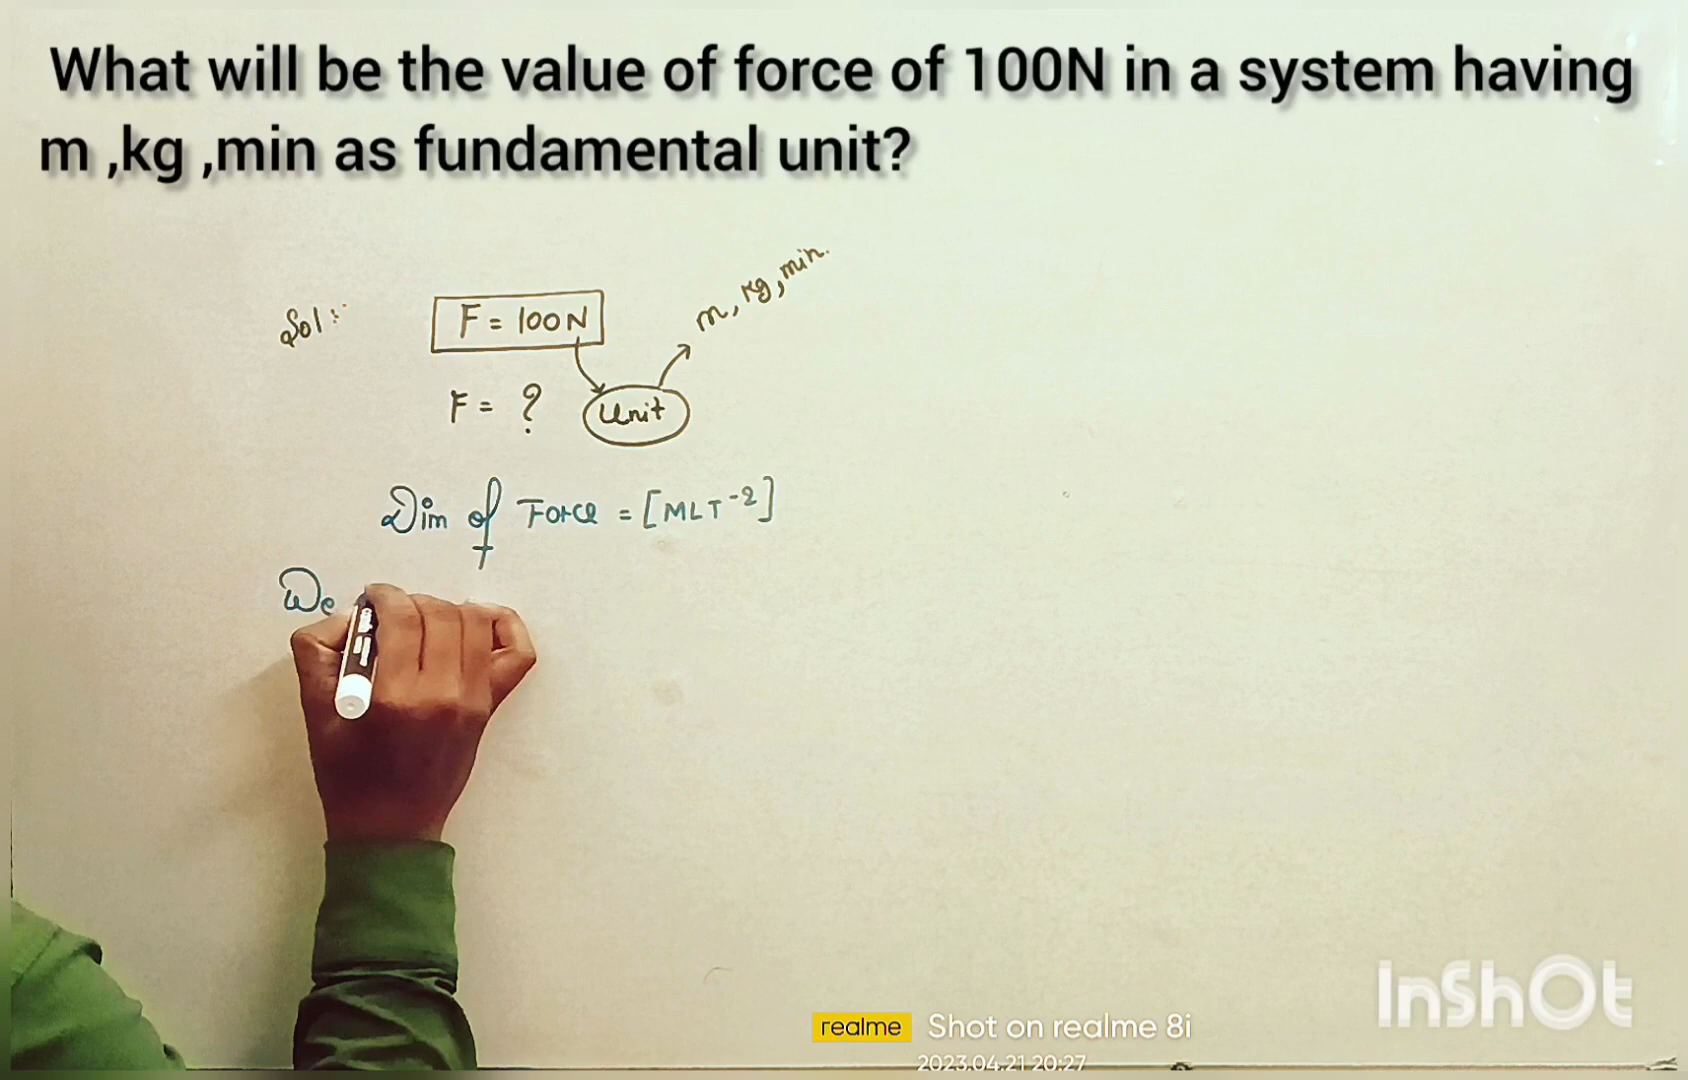 What will be the value of force of 100N in a system having
m ,kg ,min as fundamental unit?
Sol:
F = 100N
m, kg, min.
F = ?
Unit
Dim of Force = [MLT⁻²]
We
InShOt
realme Shot on realme 8i
2023.04.21 20:27